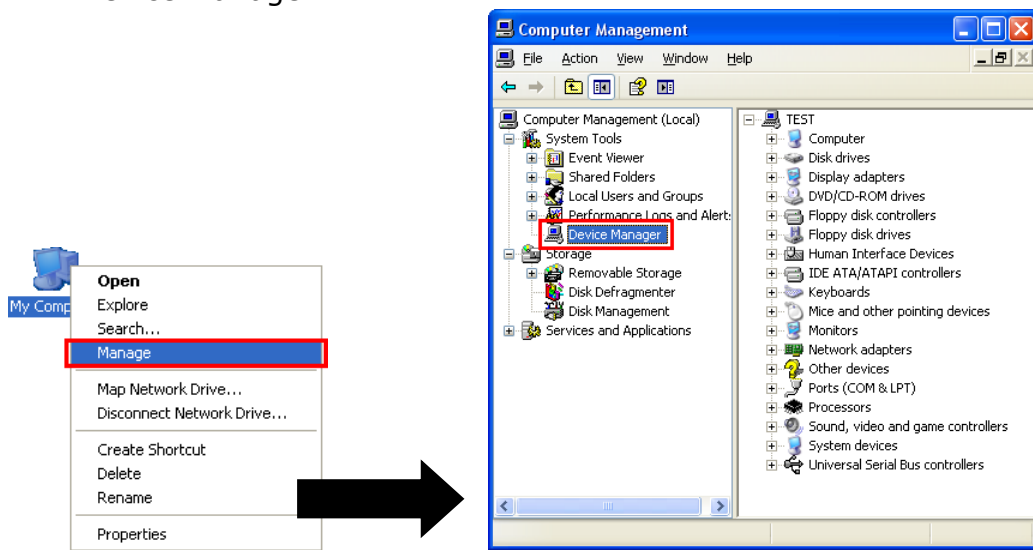 My Comp
Open
Explore
Search...
Manage
Map Network Drive...
Disconnect Network Drive...
Create Shortcut
Delete
Rename
Properties
Computer Management
File Action View Window Help
Computer Management (Local)
System Tools
Event Viewer
Shared Folders
Local Users and Groups
Performance Logs and Alert
Device Manager
Storage
Removable Storage
Disk Defragmenter
Disk Management
Services and Applications
TEST
Computer
Disk drives
Display adapters
DVD/CD-ROM drives
Floppy disk controllers
Floppy disk drives
Human Interface Devices
IDE ATA/ATAPI controllers
Keyboards
Mice and other pointing devices
Monitors
Network adapters
Other devices
Ports (COM & LPT)
Processors
Sound, video and game controllers
System devices
Universal Serial Bus controllers